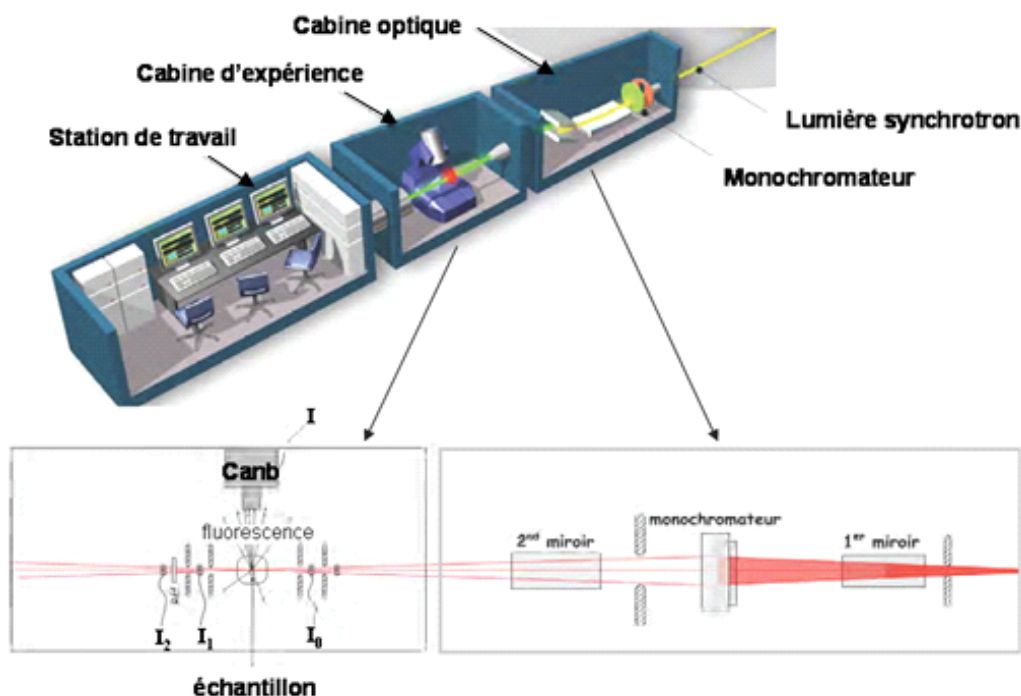 Cabine optique
Cabine d'expérience
Station de travail
Lumière synchrotron
Monochromateur
I
Canb
fluorescence
monochromateur
2nd miroir
1er miroir
I2
I1
I0
échantillon